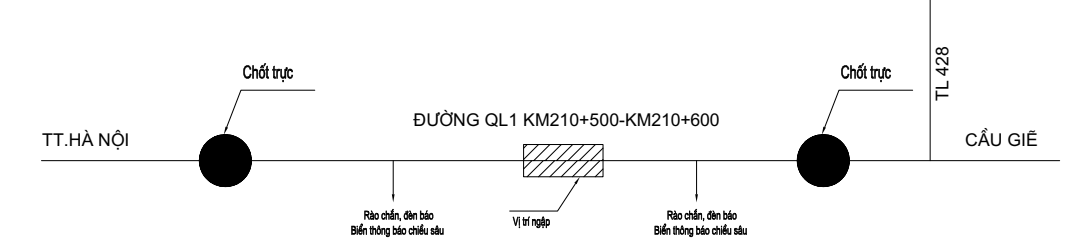 Chốt trực
Chốt trực
TL 428
ĐƯỜNG QL1 KM210+500-KM210+600
TT.HÀ NỘI
CẦU GIẼ
Rào chắn, đèn báo
Biển thông báo chiều sâu
Vị trí ngập
Rào chắn, đèn báo
Biển thông báo chiều sâu